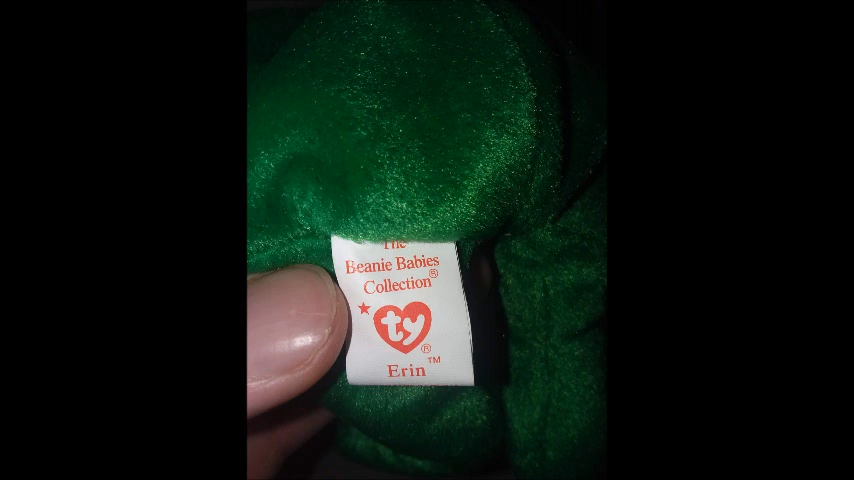 The
Beanie Babies
Collection®
★ ty ®
Erin™